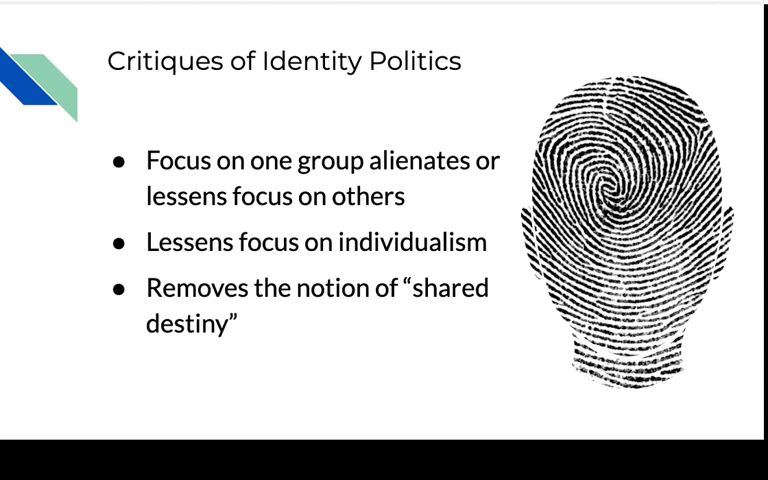 Critiques of Identity Politics
● Focus on one group alienates or
lessens focus on others
● Lessens focus on individualism
● Removes the notion of “shared
destiny”